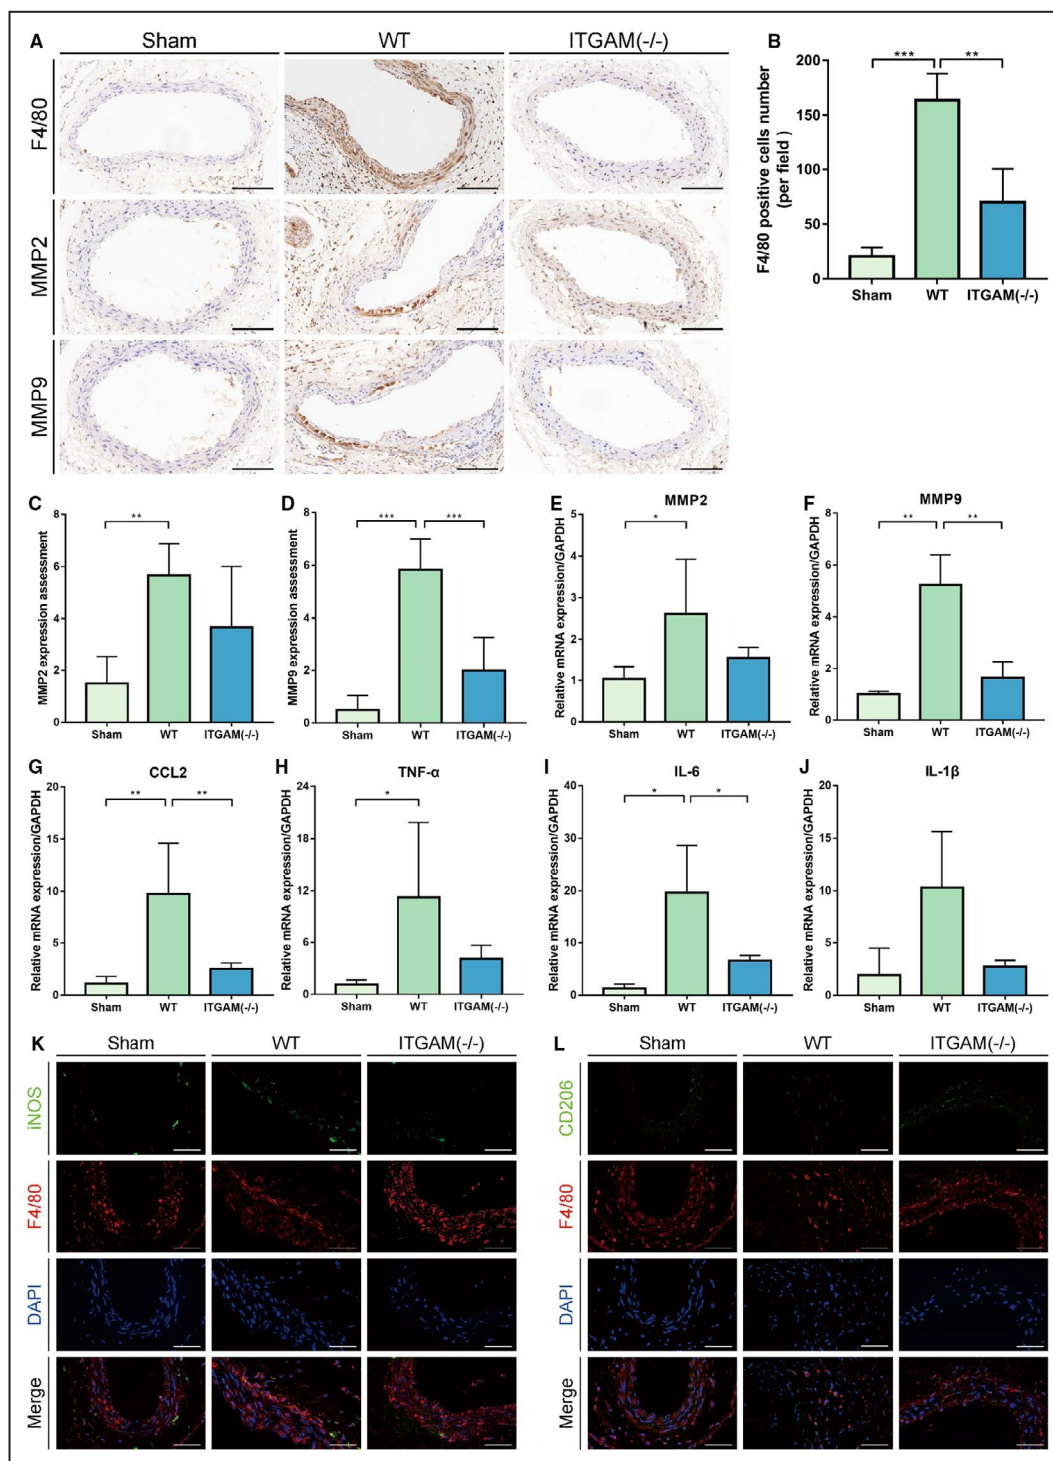 A
Sham
WT
ITGAM(-/-)
F4/80
MMP2
MMP9
B
F4/80 positive cells number
(per field)
200
150
100
50
0
***
**
Sham
WT
ITGAM(-/-)
C
MMP2 expression assessment
8
6
4
2
0
**
Sham
WT
ITGAM(-/-)
D
MMP9 expression assessment
8
6
4
2
0
***
***
Sham
WT
ITGAM(-/-)
E
MMP2
Relative mRNA expression/GAPDH
5
4
3
2
1
0
*
Sham
WT
ITGAM(-/-)
F
MMP9
Relative mRNA expression/GAPDH
8
6
4
2
0
**
**
Sham
WT
ITGAM(-/-)
G
CCL2
Relative mRNA expression/GAPDH
20
15
10
5
0
**
**
Sham
WT
ITGAM(-/-)
H
TNF-α
Relative mRNA expression/GAPDH
24
18
12
6
0
*
Sham
WT
ITGAM(-/-)
I
IL-6
Relative mRNA expression/GAPDH
40
30
20
10
0
*
*
Sham
WT
ITGAM(-/-)
J
IL-1β
Relative mRNA expression/GAPDH
20
15
10
5
0
Sham
WT
ITGAM(-/-)
K
Sham
WT
ITGAM(-/-)
iNOS
F4/80
DAPI
Merge
L
Sham
WT
ITGAM(-/-)
CD206
F4/80
DAPI
Merge